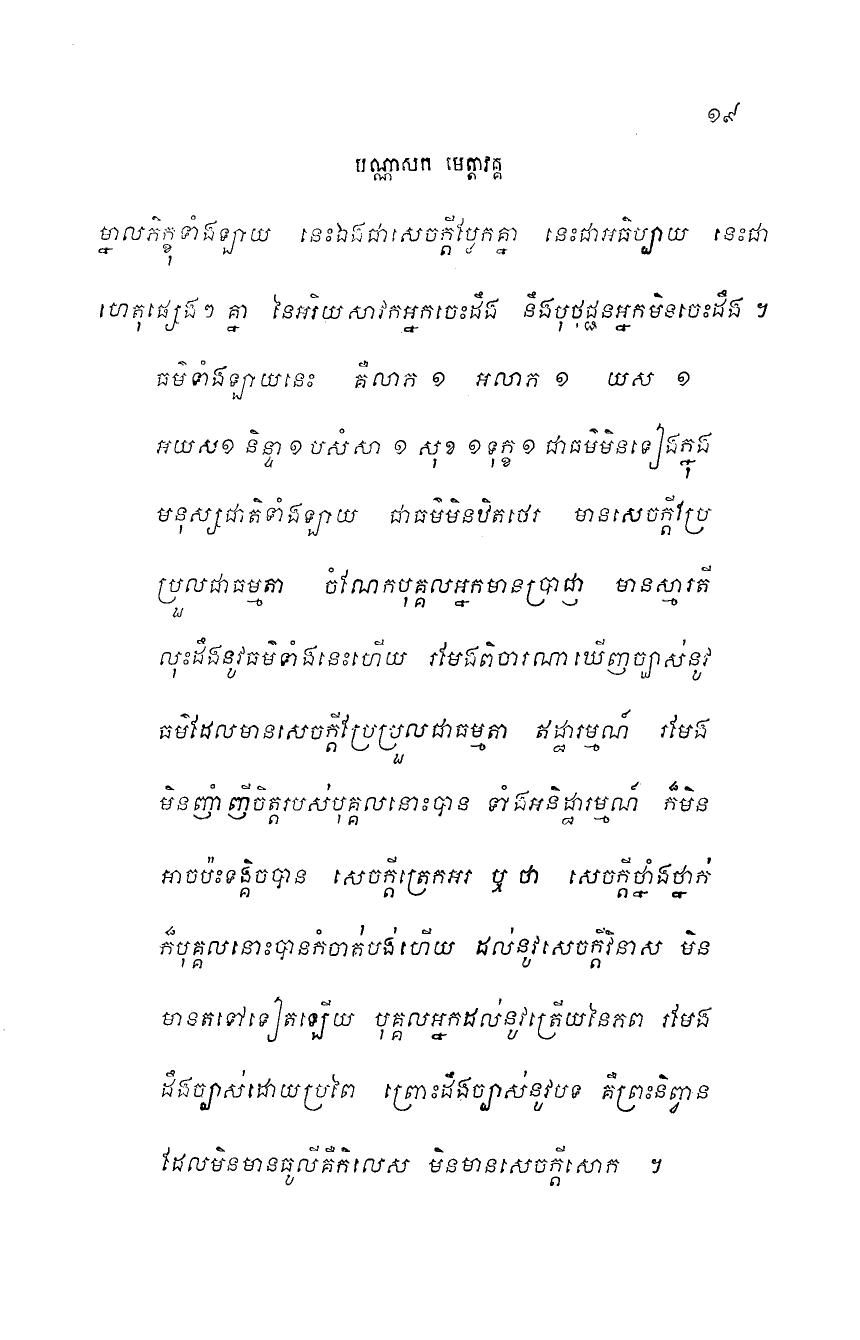 ១៩
បណ្ណាសក មេត្តាវគ្គ
ម្នាលភិក្ខុទាំងឡាយ នេះឯងជាសេចក្តីប្លែកគ្នា នេះជាអធិប្បាយ នេះជា
ហេតុផ្សេងៗ គ្នា នៃអរិយសាវកអ្នកចេះដឹង នឹងបុថុជ្ជនអ្នកមិនចេះដឹង ។
ធម៌ទាំងឡាយនេះ គឺលាភ ១ អលាភ ១ យស ១
អយស១ និន្ទា ១ បសំសា ១ សុខ ១ ទុក្ខ ១ ជាធម៌មិនទៀងក្នុង
មនុស្សជាតិទាំងឡាយ ជាធម៌មិនឋិតថេរ មានសេចក្តីប្រែ
ប្រួលជាធម្មតា ចំណែកបុគ្គលអ្នកមានប្រាជ្ញា មានស្មារតី
លុះដឹងនូវធម៌ទាំងនេះហើយ រមែងពិចារណាឃើញច្បាស់នូវ
ធម៌ដែលមានសេចក្តីប្រែប្រួលជាធម្មតា ឥដ្ឋារម្មណ៍ រមែង
មិនញាំញីចិត្តរបស់បុគ្គលនោះបាន ទាំងអនិដ្ឋារម្មណ៍ ក៏មិន
អាចប៉ះទង្គិចបាន សេចក្តីត្រេកអរ ឬ ថា សេចក្តីថ្នាំងថ្នាក់
ក៏បុគ្គលនោះបានកំចាត់បង់ហើយ ដល់នូវសេចក្តីវិនាស មិន
មានតទៅទៀតឡើយ បុគ្គលអ្នកដល់នូវត្រើយនៃភព រមែង
ដឹងច្បាស់ដោយប្រពៃ ព្រោះដឹងច្បាស់នូវបទ គឺព្រះនិព្វាន
ដែលមិនមានធូលីគឺកិលេស មិនមានសេចក្តីសោក ។